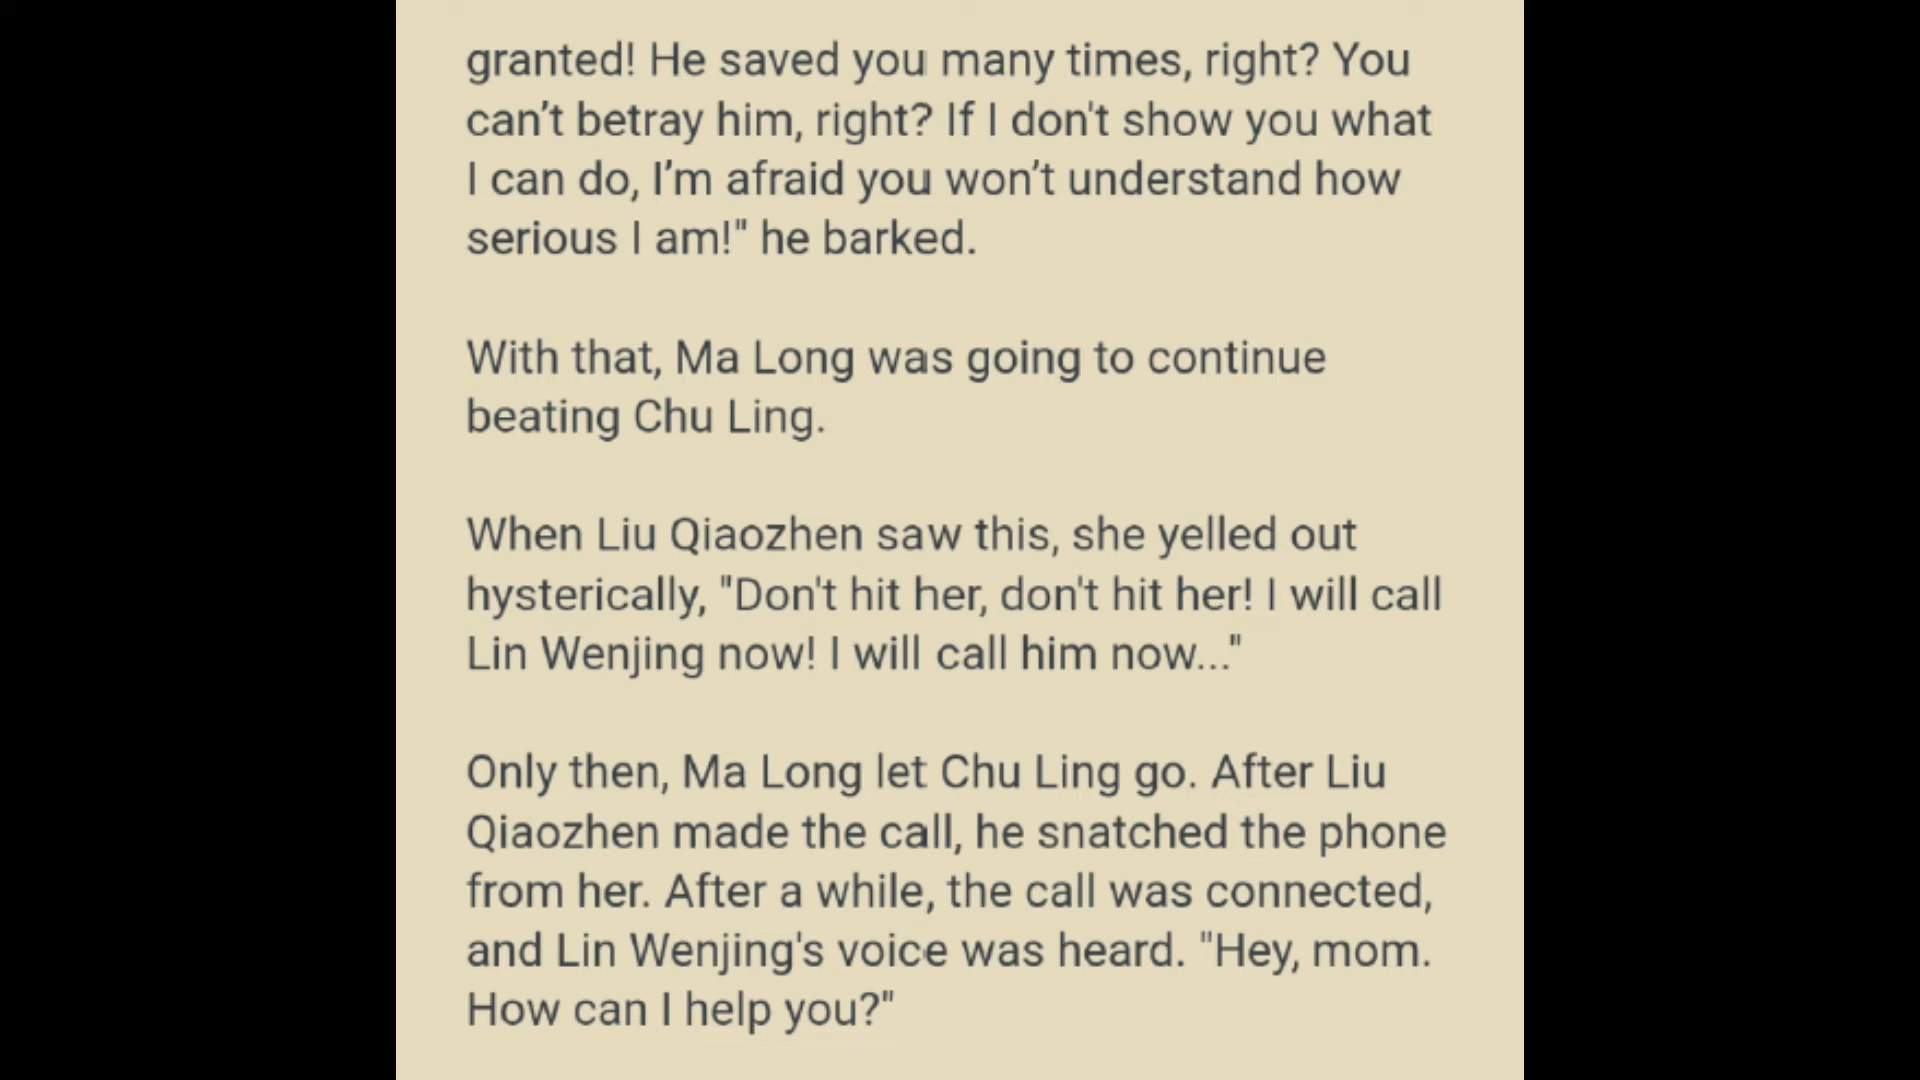 granted! He saved you many times, right? You
can’t betray him, right? If I don't show you what
I can do, I’m afraid you won’t understand how
serious I am!" he barked.
With that, Ma Long was going to continue
beating Chu Ling.
When Liu Qiaozhen saw this, she yelled out
hysterically, "Don't hit her, don't hit her! I will call
Lin Wenjing now! I will call him now..."
Only then, Ma Long let Chu Ling go. After Liu
Qiaozhen made the call, he snatched the phone
from her. After a while, the call was connected,
and Lin Wenjing's voice was heard. "Hey, mom.
How can I help you?"